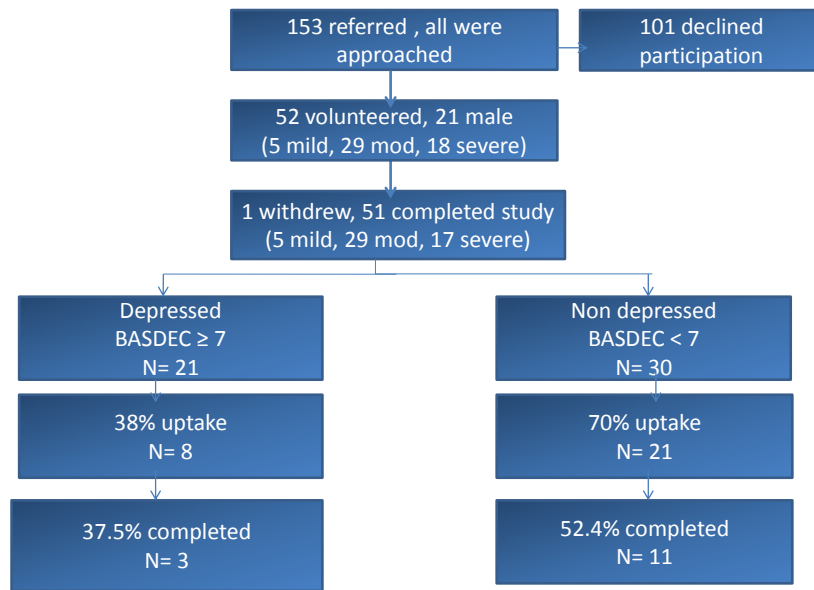 153 referred , all were
approached
101 declined
participation
52 volunteered, 21 male
(5 mild, 29 mod, 18 severe)
1 withdrew, 51 completed study
(5 mild, 29 mod, 17 severe)
Depressed
BASDEC ≥ 7
N= 21
Non depressed
BASDEC < 7
N= 30
38% uptake
N= 8
70% uptake
N= 21
37.5% completed
N= 3
52.4% completed
N= 11